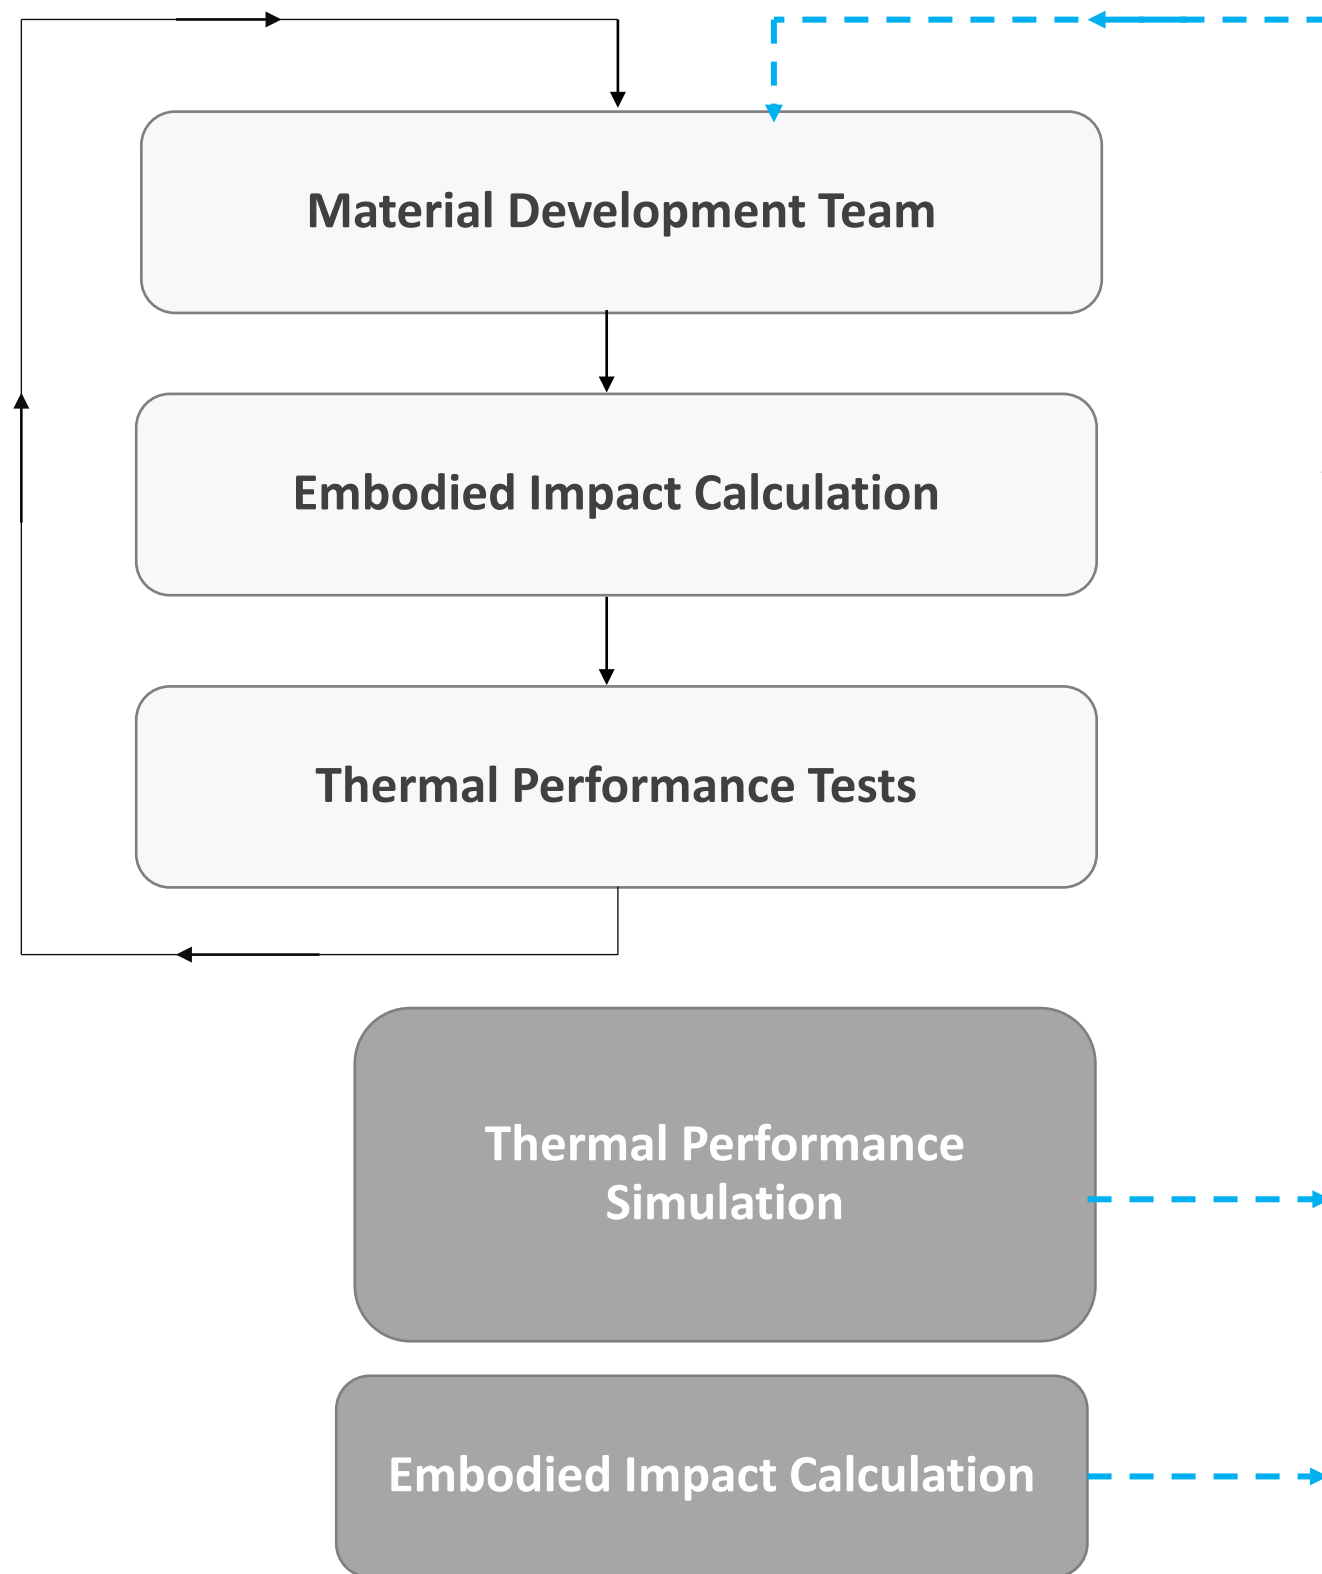 Material Development Team
Embodied Impact Calculation
Thermal Performance Tests
Thermal Performance
Simulation
Embodied Impact Calculation